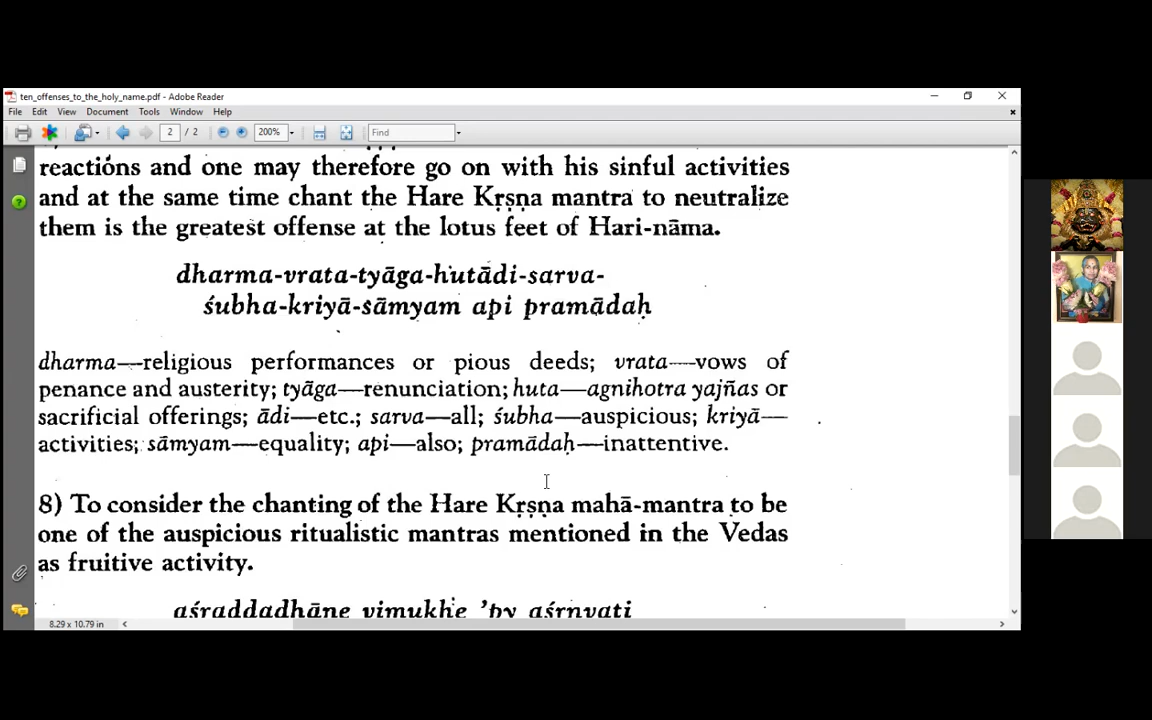 ten_offenses_to_the_holy_name.pdf - Adobe Reader
File Edit View Document Tools Window Help
2 / 2 200% Find
reactions and one may therefore go on with his sinful activities
and at the same time chant the Hare Kṛṣṇa mantra to neutralize
them is the greatest offense at the lotus feet of Hari-nāma.
dharma-vrata-tyāga-hutādi-sarva-
śubha-kriyā-sāmyam api pramādaḥ
dharma—religious performances or pious deeds; vrata—vows of
penance and austerity; tyāga—renunciation; huta—agnihotra yajñas or
sacrificial offerings; ādi—etc.; sarva—all; śubha—auspicious; kriyā—
activities; sāmyam—equality; api—also; pramādaḥ—inattentive.
8) To consider the chanting of the Hare Kṛṣṇa mahā-mantra to be
one of the auspicious ritualistic mantras mentioned in the Vedas
as fruitive activity.
aśraddadhāne vimukhe 'py aśṛṇvati
8.29 x 10.79 in